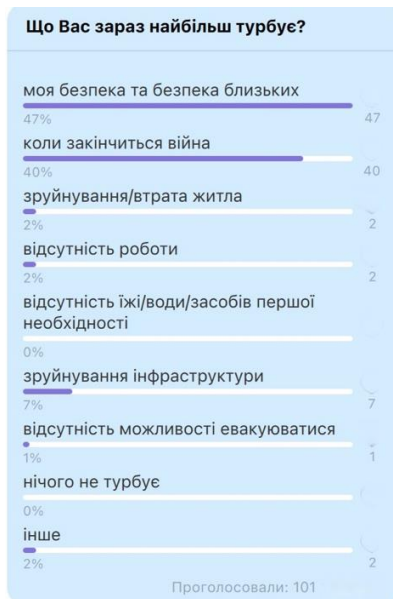 Що Вас зараз найбільш турбує?
моя безпека та безпека близьких
47% 47
коли закінчиться війна
40% 40
зруйнування/втрата житла
2% 2
відсутність роботи
2% 2
відсутність їжі/води/засобів першої
необхідності
0%
зруйнування інфраструктури
7% 7
відсутність можливості евакуюватися
1% 1
нічого не турбує
0%
інше
2% 2
Проголосовали: 101